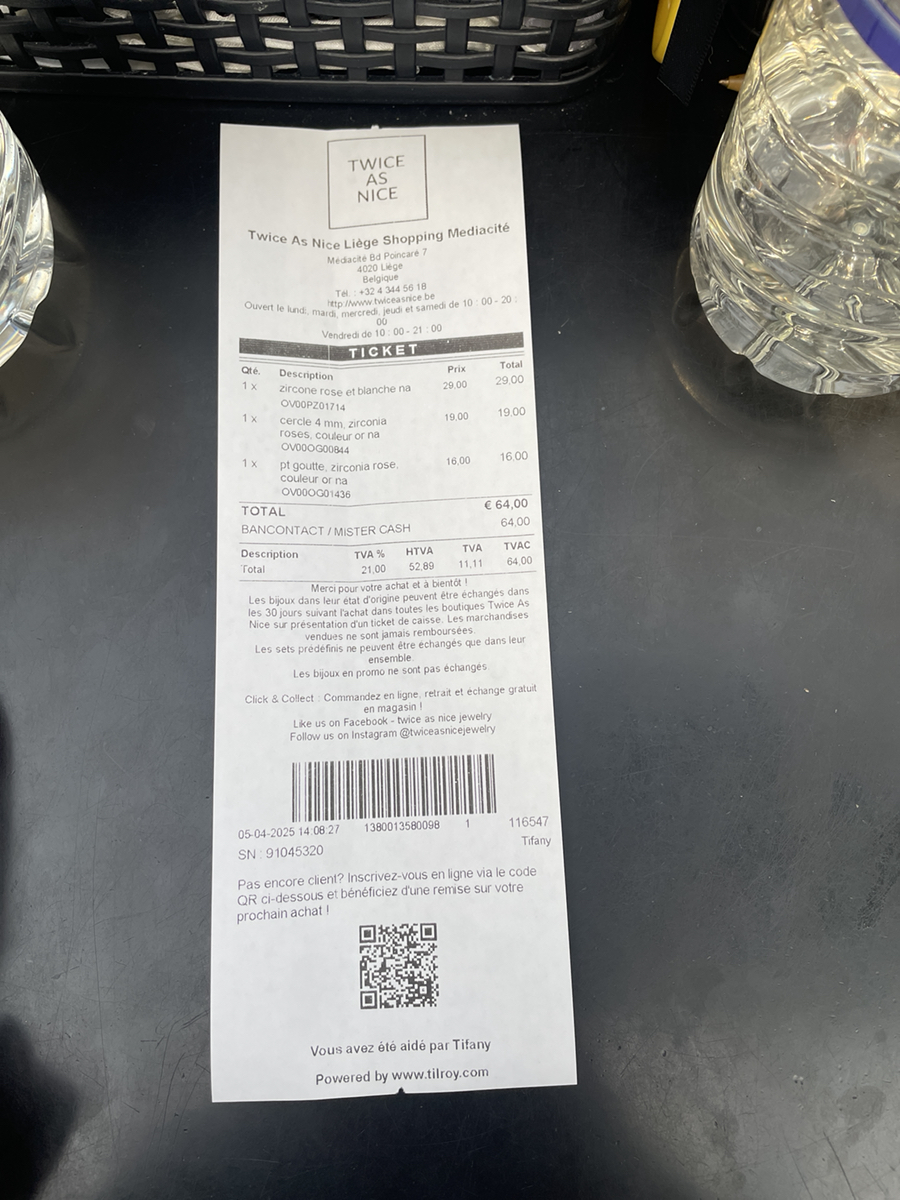 TWICE
AS
NICE
Twice As Nice Liège Shopping Mediacité
Médiacité Bd Poincaré 7
4020 Liège
Belgique
Tél. : +32 4 344 56 18
http://www.twiceasnice.be
Ouvert le lundi, mardi, mercredi, jeudi et samedi de 10 : 00 - 20 :
00
Vendredi de 10 : 00 - 21 : 00
TICKET
Qté. Description Prix Total
1 x zircone rose et blanche na 29,00 29,00
OV00PZ01714
1 x cercle 4 mm, zirconia 19,00 19,00
roses, couleur or na
OV00OG00844
1 x pt goutte, zirconia rose, 16,00 16,00
couleur or na
OV00OG01436
TOTAL € 64,00
BANCONTACT / MISTER CASH 64,00
Description TVA % HTVA TVA TVAC
Total 21,00 52,89 11,11 64,00
Merci pour votre achat et à bientôt !
Les bijoux dans leur état d'origine peuvent être échangés dans
les 30 jours suivant l'achat dans toutes les boutiques Twice As
Nice sur présentation d'un ticket de caisse. Les marchandises
vendues ne sont jamais remboursées.
Les sets prédéfinis ne peuvent être échangés que dans leur
ensemble.
Les bijoux en promo ne sont pas échangés
Click & Collect : Commandez en ligne, retrait et échange gratuit
en magasin !
Like us on Facebook - twice as nice jewelry
Follow us on Instagram @twiceasnicejewelry
05-04-2025 14:08:27 1380013580098 1 116547
SN : 91045320 Tifany
Pas encore client? Inscrivez-vous en ligne via le code
QR ci-dessous et bénéficiez d'une remise sur votre
prochain achat !
Vous avez été aidé par Tifany
Powered by www.tilroy.com